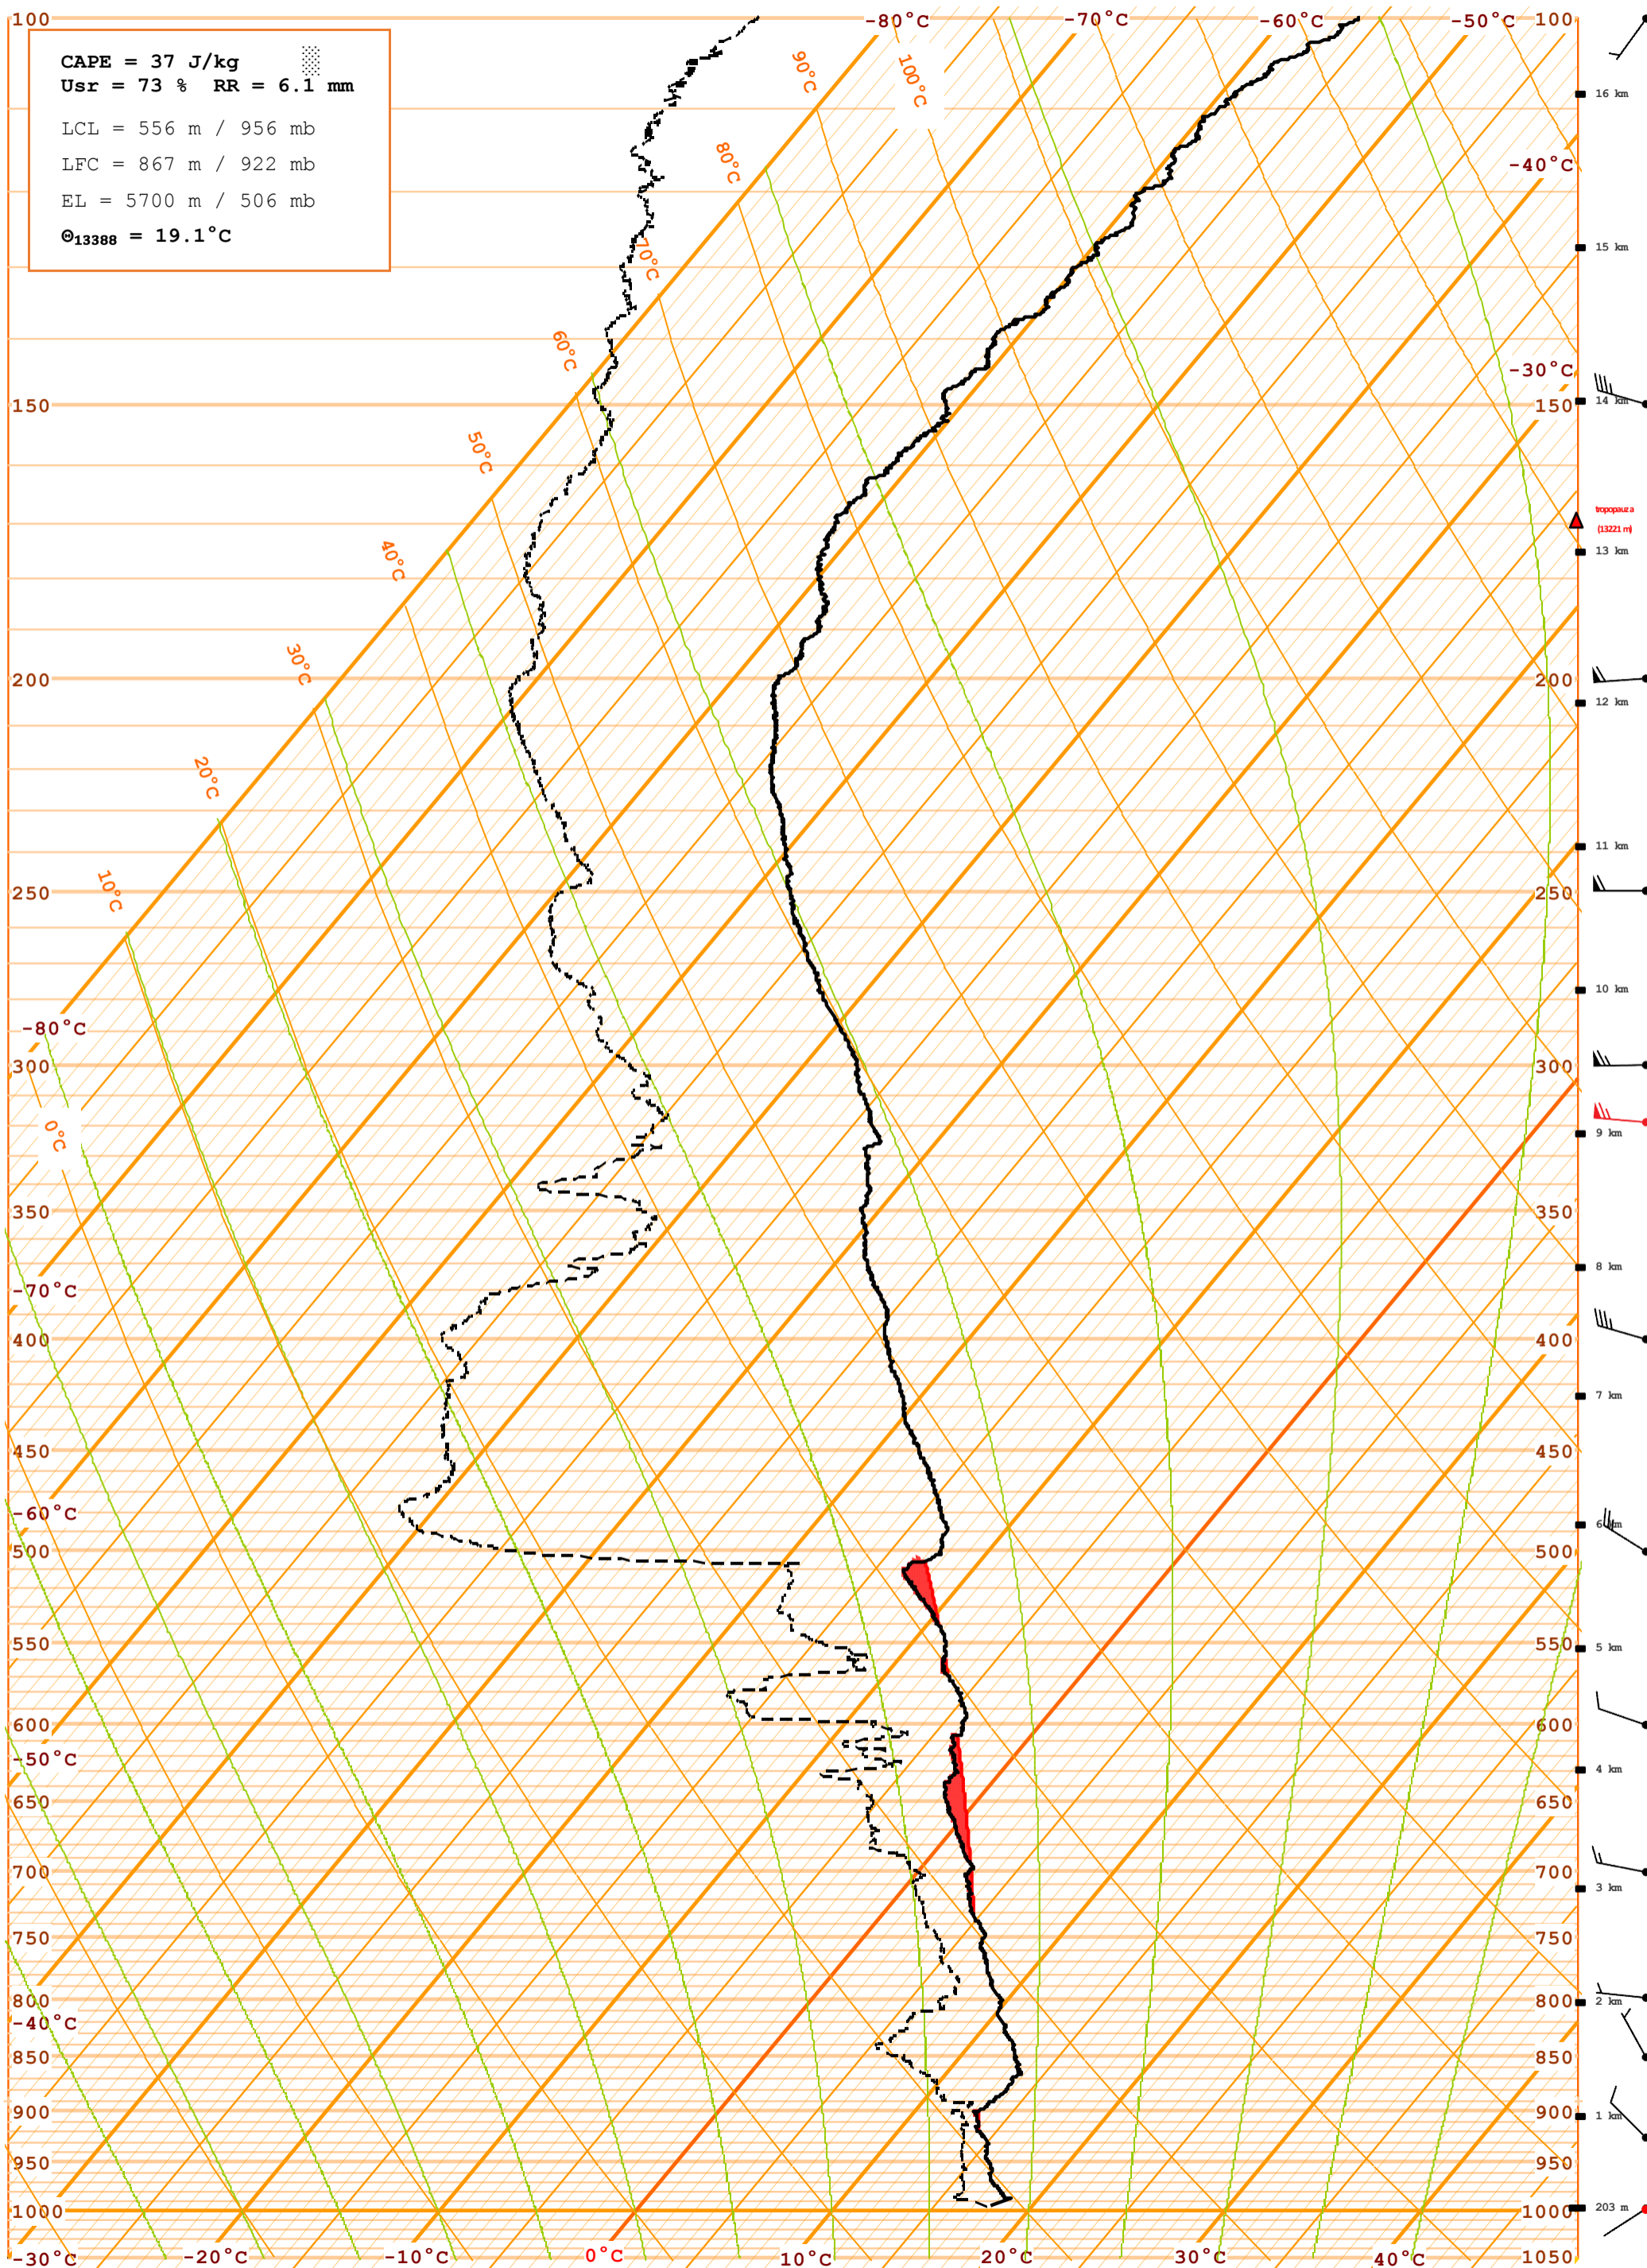 100 -80°C -70°C -60°C -50°C 100
CAPE = 37 J/kg
Usr = 73 % RR = 6.1 mm
LCL = 556 m / 956 mb
LFC = 867 m / 922 mb
EL = 5700 m / 506 mb
Θ13388 = 19.1°C
90°C 100°C
16 km
80°C -40°C
70°C 15 km
60°C -30°C
150 150 14 km
50°C
tropopauza
(13221 m)
40°C 13 km
30°C
200 200
12 km
20°C
11 km
10°C 250 250
10 km
-80°C
300 300
0°C 9 km
350 350
8 km
-70°C
400 400
7 km
450 450
-60°C 6 km
500 500
550 550 5 km
600 600
-50°C 4 km
650 650
700 700
3 km
750 750
800 800 2 km
-40°C
850 850
900 900 1 km
950 950
1000 1000 203 m
-30°C -20°C -10°C 0°C 10°C 20°C 30°C 40°C 1050